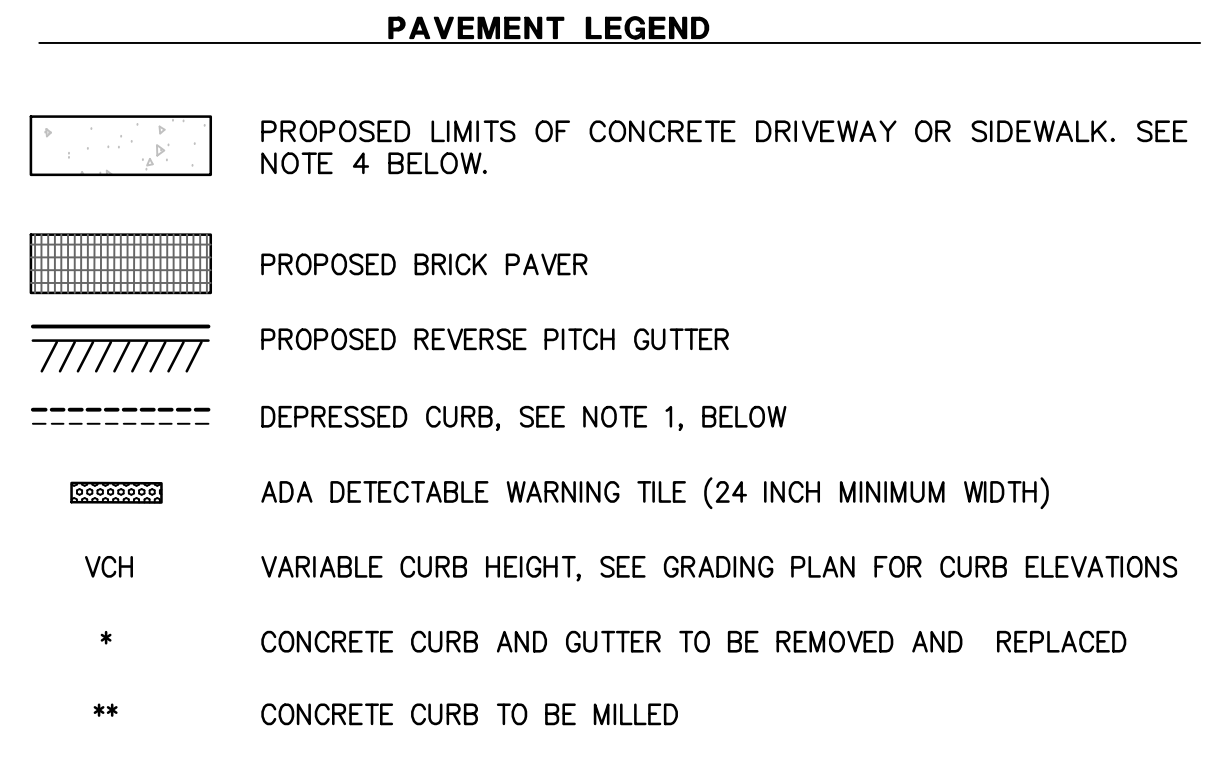 PAVEMENT LEGEND
PROPOSED LIMITS OF CONCRETE DRIVEWAY OR SIDEWALK. SEE
NOTE 4 BELOW.
PROPOSED BRICK PAVER
PROPOSED REVERSE PITCH GUTTER
DEPRESSED CURB, SEE NOTE 1, BELOW
ADA DETECTABLE WARNING TILE (24 INCH MINIMUM WIDTH)
VCH VARIABLE CURB HEIGHT, SEE GRADING PLAN FOR CURB ELEVATIONS
* CONCRETE CURB AND GUTTER TO BE REMOVED AND REPLACED
** CONCRETE CURB TO BE MILLED